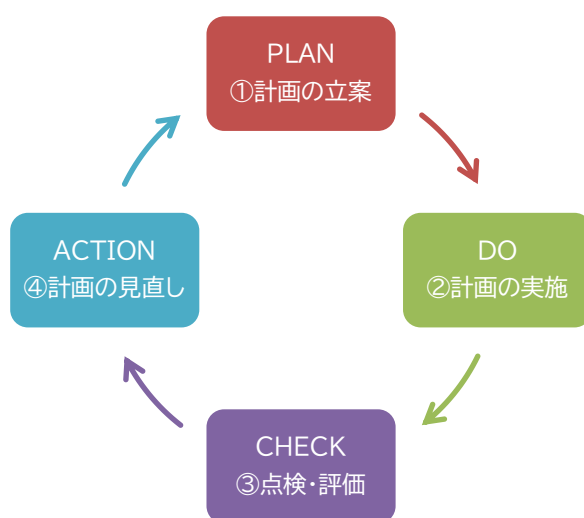 PLAN
①計画の立案
DO
②計画の実施
CHECK
③点検・評価
ACTION
④計画の見直し